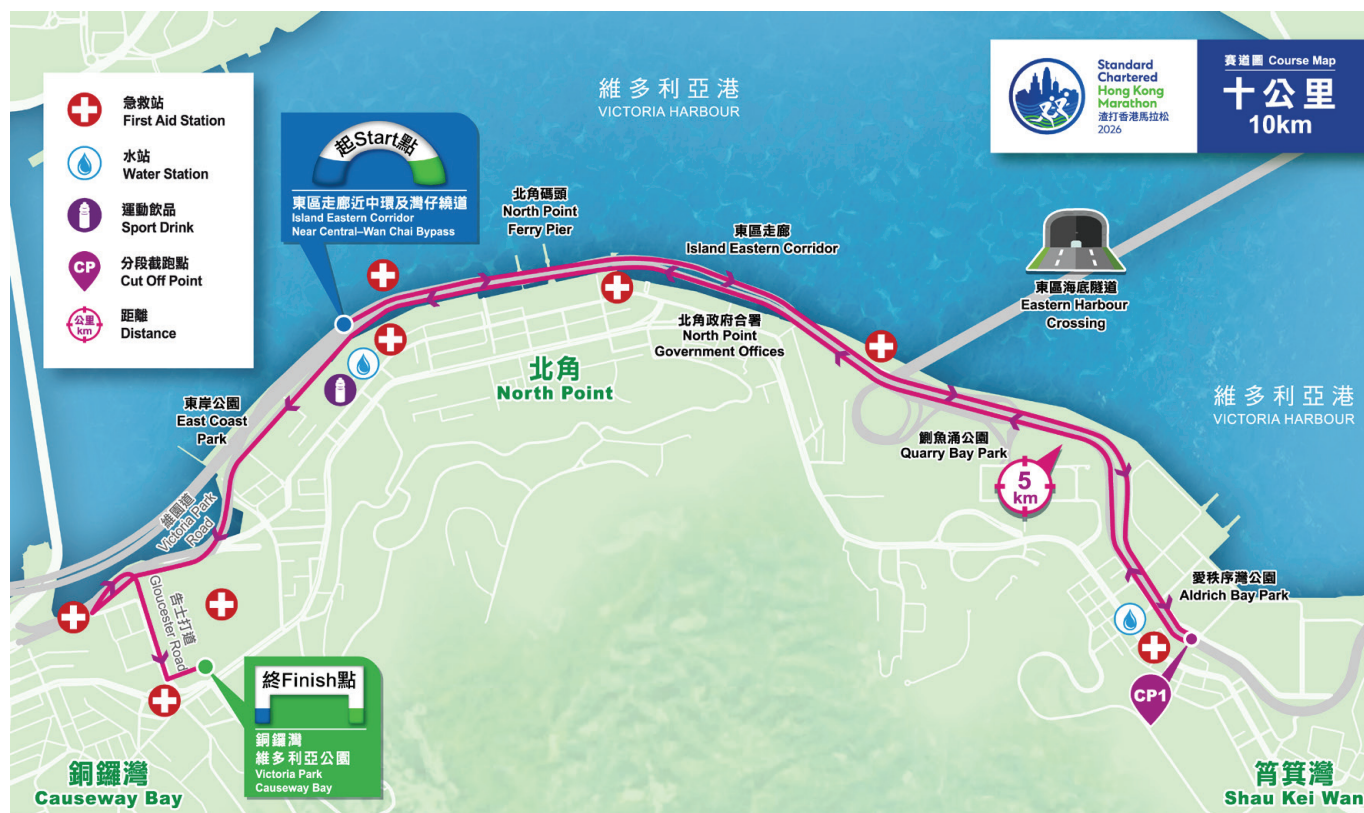 急救站
First Aid Station
水站
Water Station
運動飲品
Sport Drink
CP
分段截跑點
Cut Off Point
公里
km
距離
Distance
維多利亞港
VICTORIA HARBOUR
Standard
Chartered
Hong Kong
Marathon
渣打香港馬拉松
2026
賽道圖 Course Map
十公里
10km
起Start點
東區走廊近中環及灣仔繞道
Island Eastern Corridor
Near Central–Wan Chai Bypass
北角碼頭
North Point
Ferry Pier
東區走廊
Island Eastern Corridor
東區海底隧道
Eastern Harbour
Crossing
北角政府合署
North Point
Government Offices
北角
North Point
東岸公園
East Coast
Park
維多利亞港
VICTORIA HARBOUR
鰂魚涌公園
Quarry Bay Park
5
km
維園道
Victoria Park
Road
愛秩序灣公園
Aldrich Bay Park
告士打道
Gloucester Road
CP1
終Finish點
銅鑼灣
維多利亞公園
Victoria Park
Causeway Bay
銅鑼灣
Causeway Bay
筲箕灣
Shau Kei Wan